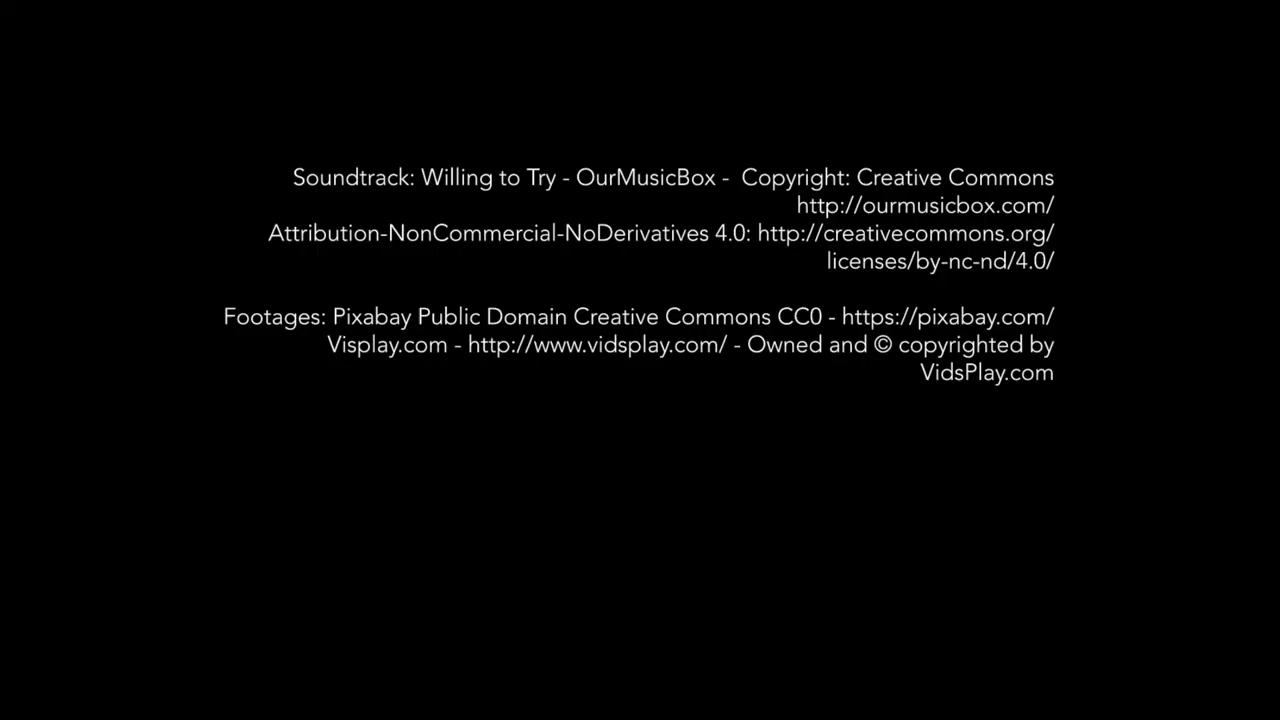 Soundtrack: Willing to Try - OurMusicBox -  Copyright: Creative Commons
http://ourmusicbox.com/
Attribution-NonCommercial-NoDerivatives 4.0: http://creativecommons.org/
licenses/by-nc-nd/4.0/
Footages: Pixabay Public Domain Creative Commons CC0 - https://pixabay.com/
Visplay.com - http://www.vidsplay.com/ - Owned and © copyrighted by
VidsPlay.com